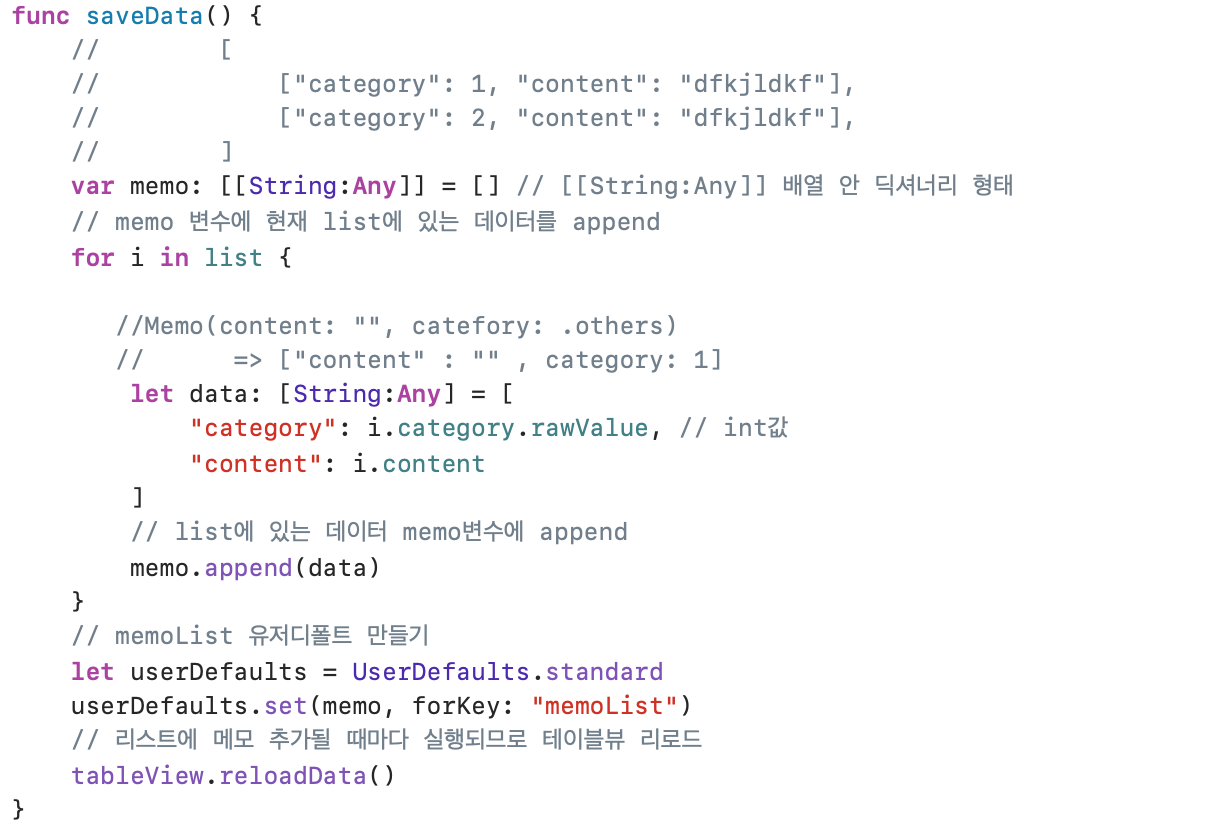 func saveData() {
    //        [
    //            ["category": 1, "content": "dfkjldkf"],
    //            ["category": 2, "content": "dfkjldkf"],
    //        ]
    var memo: [[String:Any]] = [] // [[String:Any]] 배열 안 딕셔너리 형태
    // memo 변수에 현재 list에 있는 데이터를 append
    for i in list {
       //Memo(content: "", catefory: .others)
       //      => ["content" : "" , category: 1]
        let data: [String:Any] = [
            "category": i.category.rawValue, // int값
            "content": i.content
        ]
        // list에 있는 데이터 memo변수에 append
        memo.append(data)
    }
    // memoList 유저디폴트 만들기
    let userDefaults = UserDefaults.standard
    userDefaults.set(memo, forKey: "memoList")
    // 리스트에 메모 추가될 때마다 실행되므로 테이블뷰 리로드
    tableView.reloadData()
}